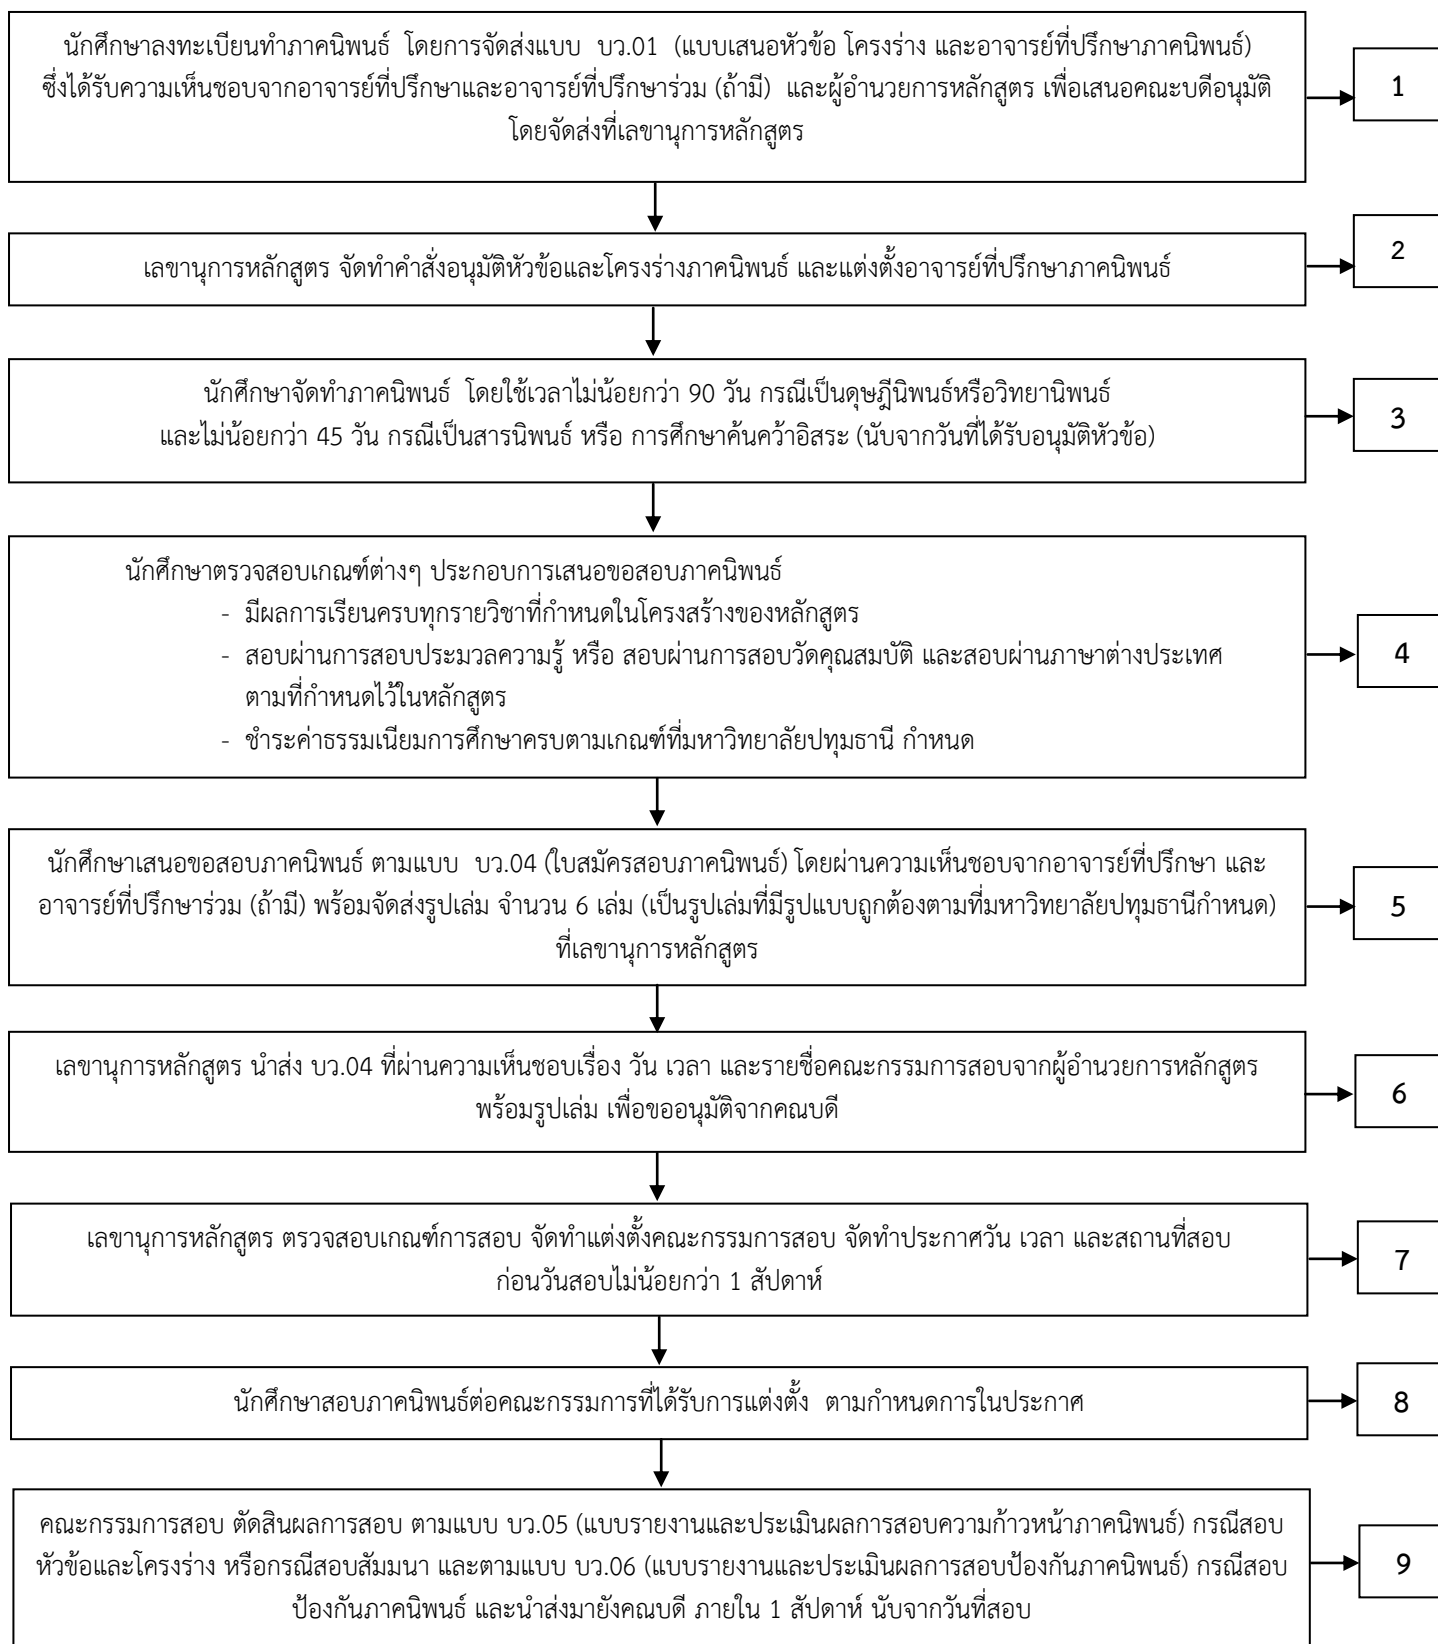 นักศึกษาลงทะเบียนทำภาคนิพนธ์ โดยการจัดส่งแบบ บว.01 (แบบเสนอหัวข้อ โครงร่าง และอาจารย์ที่ปรึกษาภาคนิพนธ์)
ซึ่งได้รับความเห็นชอบจากอาจารย์ที่ปรึกษาและอาจารย์ที่ปรึกษาร่วม (ถ้ามี) และผู้อำนวยการหลักสูตร เพื่อเสนอคณะบดีอนุมัติ
โดยจัดส่งที่เลขานุการหลักสูตร
1
เลขานุการหลักสูตร จัดทำคำสั่งอนุมัติหัวข้อและโครงร่างภาคนิพนธ์ และแต่งตั้งอาจารย์ที่ปรึกษาภาคนิพนธ์
2
นักศึกษาจัดทำภาคนิพนธ์ โดยใช้เวลาไม่น้อยกว่า 90 วัน กรณีเป็นดุษฎีนิพนธ์หรือวิทยานิพนธ์
และไม่น้อยกว่า 45 วัน กรณีเป็นสารนิพนธ์ หรือ การศึกษาค้นคว้าอิสระ (นับจากวันที่ได้รับอนุมัติหัวข้อ)
3
นักศึกษาตรวจสอบเกณฑ์ต่างๆ ประกอบการเสนอขอสอบภาคนิพนธ์
- มีผลการเรียนครบทุกรายวิชาที่กำหนดในโครงสร้างของหลักสูตร
- สอบผ่านการสอบประมวลความรู้ หรือ สอบผ่านการสอบวัดคุณสมบัติ และสอบผ่านภาษาต่างประเทศ
ตามที่กำหนดไว้ในหลักสูตร
- ชำระค่าธรรมเนียมการศึกษาครบตามเกณฑ์ที่มหาวิทยาลัยปทุมธานี กำหนด
4
นักศึกษาเสนอขอสอบภาคนิพนธ์ ตามแบบ บว.04 (ใบสมัครสอบภาคนิพนธ์) โดยผ่านความเห็นชอบจากอาจารย์ที่ปรึกษา และ
อาจารย์ที่ปรึกษาร่วม (ถ้ามี) พร้อมจัดส่งรูปเล่ม จำนวน 6 เล่ม (เป็นรูปเล่มที่มีรูปแบบถูกต้องตามที่มหาวิทยาลัยปทุมธานีกำหนด)
ที่เลขานุการหลักสูตร
5
เลขานุการหลักสูตร นำส่ง บว.04 ที่ผ่านความเห็นชอบเรื่อง วัน เวลา และรายชื่อคณะกรรมการสอบจากผู้อำนวยการหลักสูตร
พร้อมรูปเล่ม เพื่อขออนุมัติจากคณบดี
6
เลขานุการหลักสูตร ตรวจสอบเกณฑ์การสอบ จัดทำแต่งตั้งคณะกรรมการสอบ จัดทำประกาศวัน เวลา และสถานที่สอบ
ก่อนวันสอบไม่น้อยกว่า 1 สัปดาห์
7
นักศึกษาสอบภาคนิพนธ์ต่อคณะกรรมการที่ได้รับการแต่งตั้ง ตามกำหนดการในประกาศ
8
คณะกรรมการสอบ ตัดสินผลการสอบ ตามแบบ บว.05 (แบบรายงานและประเมินผลการสอบความก้าวหน้าภาคนิพนธ์) กรณีสอบ
หัวข้อและโครงร่าง หรือกรณีสอบสัมมนา และตามแบบ บว.06 (แบบรายงานและประเมินผลการสอบป้องกันภาคนิพนธ์) กรณีสอบ
ป้องกันภาคนิพนธ์ และนำส่งมายังคณบดี ภายใน 1 สัปดาห์ นับจากวันที่สอบ
9